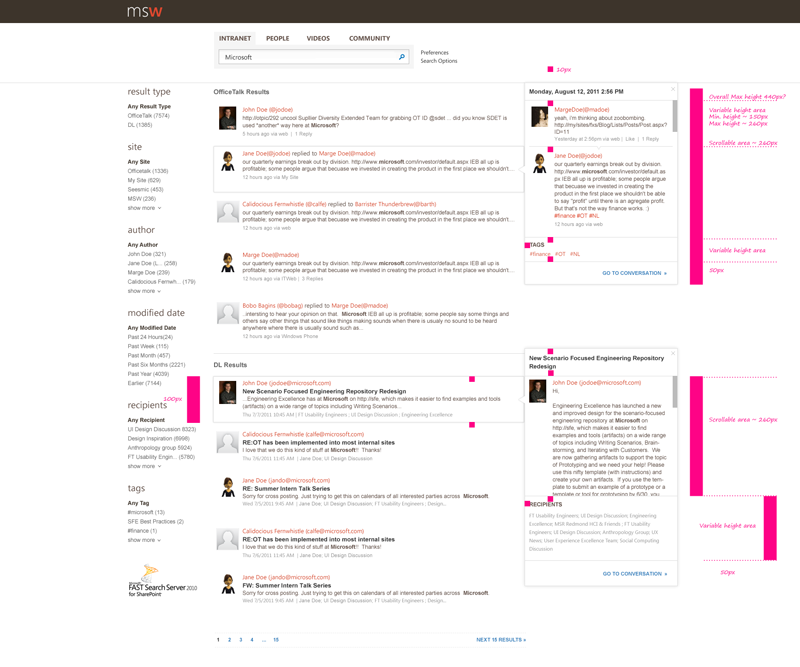 msw
INTRANET PEOPLE VIDEOS COMMUNITY
Microsoft
Preferences
Search Options
10px
result type
Any Result Type
OfficeTalk (7574)
DL (1365)
site
Any Site
Officetalk (1336)
My Site (629)
Seesmic (453)
MSW (236)
show more
author
Any Author
John Doe (321)
Jane Doe (L... (258)
Marge Doe (239)
Calidocious Fernwh... (179)
show more
modified date
Any Modified Date
Past 24 Hours(24)
Past Week (115)
Past Month (457)
Past Six Months (2221)
Past Year (4039)
Earlier (7144)
100px
recipients
Any Recipient
UI Design Discussion 8323)
Design Inspiration (6998)
Anthropology group 5924)
FT Usability Engin... (5780)
show more
tags
Any Tag
#microsoft (13)
SFE Best Practices (2)
#finance (1)
show more
Microsoft
FAST Search Server 2010
for SharePoint
OfficeTalk Results
John Doe (@jodoe)
http://olpic/292 uncool Supllier Diversity Extended Team for grabbing OT ID @sdet ... did you know SDET is
used *another* way here at Microsoft?
5 hours ago via web | 1 Reply
Jane Doe(@jodoe) replied to Marge Doe(@madoe)
our quarterly earnings break out by division. http://www.microsoft.com/investor/default.aspx IEB all up is
profitable; some people argue that becuase we invested in creating the product in the first place we shouldn't...
12 hours ago via My Site
Calidocious Fernwhistle (@calfe) replied to Barrister Thunderbrew(@barth)
our quarterly earnings break out by division. http://www.microsoft.com/investor/default.aspx IEB all up is
profitable; some people argue that becuase we invested in creating the product in the first place we shouldn't...
12 hours ago via web
Marge Doe(@madoe)
our quarterly earnings break out by division. http://www.microsoft.com/investor/default.aspx IEB all up is
profitable; some people argue that becuase we invested in creating the product in the first place we shouldn't...
12 hours ago via ITWeb | 5 Replies
Bobo Bagins (@bobag) replied to Marge Doe(@madoe)
..intersting to hear your opinion on that. Microsoft.IEB all up is profitable; some people say some things and
others say other things that sound like things making sounds when there is usually no sound to be heard
anywhere where there is usually sound such as...
12 hours ago via Windows Phone
DL Results
John Doe (jodoe@microsoft.com)
New Scenario Focused Engineering Repository Redesign
...Engineering Excellence has at Microsoft on http://sfe, which makes it easier to find examples and tools
(artifacts) on a wide range of topics including Writing Scenarios...
Thu 7/7/2011 10:45 AM | FT Usability Engineers; UI Design Discussion; Engineering Excellence
Calidocious Fernwhistle (calfe@microsoft.com)
RE:OT has been implemented into most internal sites
I love that we do this kind of stuff at Microsoft!! Thanks!
Thu 7/6/2011 11:45 AM | Jane Doe; UI Design Discussion
Jane Doe (jando@microsoft.com)
RE: Summer Intern Talk Series
Sorry for cross posting. Just trying to get this on calendars of all interested parties across Microsoft.
Wed 7/5/2011 9:45 AM | Jane Doe; UI Design Discussion; FT Usability Engineers; Design...
Calidocious Fernwhistle (calfe@microsoft.com)
RE:OT has been implemented into most internal sites
I love that we do this kind of stuff at Microsoft!! Thanks!
Thu 7/6/2011 11:45 AM | Jane Doe; UI Design Discussion
Jane Doe (jando@microsoft.com)
FW: Summer Intern Talk Series
Sorry for cross posting. Just trying to get this on calendars of all interested parties across Microsoft.
Wed 7/5/2011 9:45 AM | Jane Doe; UI Design Discussion; FT Usability Engineers; Design...
1 2 3 4 ... 15 NEXT 15 RESULTS »
Monday, August 12, 2011 2:56 PM
MargeDoe(@madoe)
yeah, i'm thinking about zoombombing.
http://my/sites/fvs/Blog/Lists/Posts/Post.aspx?
ID=11
Yesterday at 2:56pm via web | Like | 1 Reply
Jane Doe(@jodoe)
our quarterly earnings break out by division.
http://www.microsoft.com/investor/default.as
px IEB all up is profitable; some people argue
that becuase we invested in creating the
product in the first place we shouldn't be able
to say "profit" until there is an agregate profit
But that's not the way finance works. :)
#finance #OT #NL
12 hours ago via web
TAGS
#finance #OT #NL
GO TO CONVERSATION »
New Scenario Focused Engineering Repository
Redesign
John Doe (jodoe@microsoft.com)
Hi,
Engineering Excellence has launched a new
and improved design for the scenario-focused
engineering repository at Microsoft on
http://sfe, which makes it easier to find
examples and tools (artifacts) on a wide range
of topics including Writing Scenarios, Brain-
storming, and Iterating with Customers. We
are now gathering artifacts to support the topic
of Prototyping and we need your help! Please
use this nifty template (with instructions) and
create your own artifacts If you use the tem-
plate to submit an example of a prototype or a
template or tool for prototyping by 6/30, you
RECIPIENTS
FT Usability Engineers; UI Design Discussion; Engineering
Excellence; MSR Redmond HCI & Friends ; FT Usability
Engineers; UI Design Discussion; Anthropology Group; UX
News; User Experience Excellence Team; Social Computing
Discussion
GO TO CONVERSATION »
Overall Max height 440px?
Variable height area
Min. height ~ 150px
Max height ~ 260px
Scrollable area ~ 260px
Variable height area
50px
Scrollable area ~ 260px
Variable height area
50px